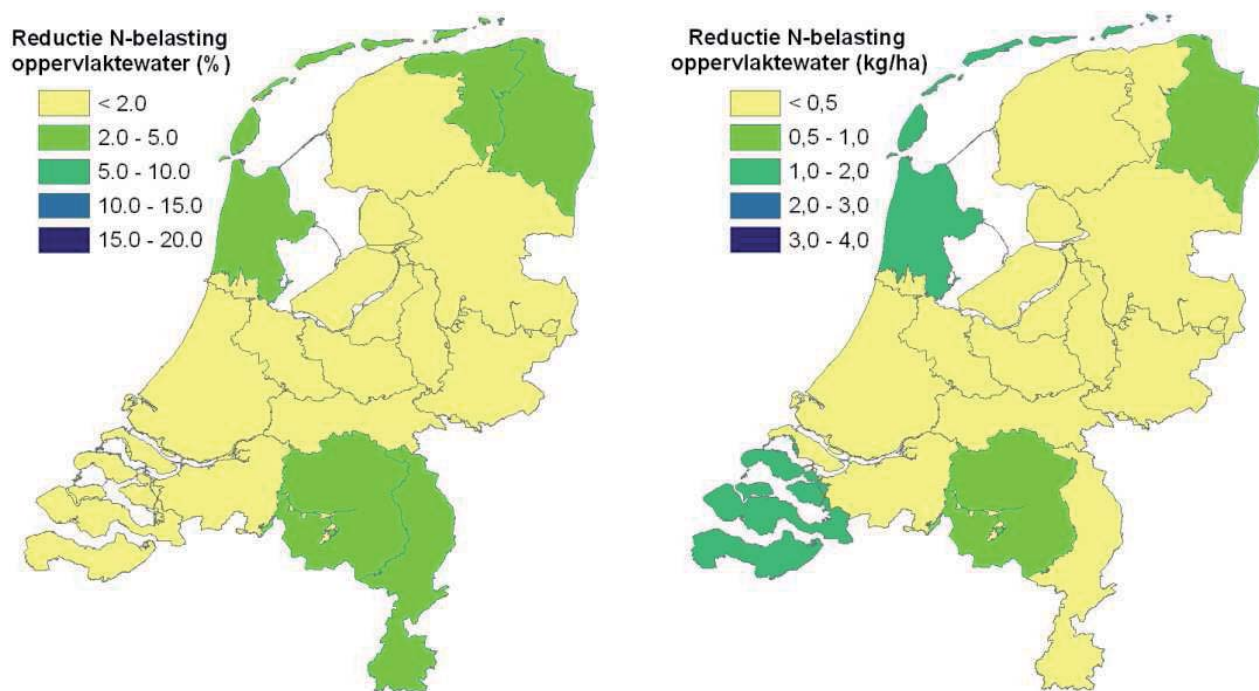 Reductie N-belasting
oppervlaktewater (%)
< 2.0
2.0 - 5.0
5.0 - 10.0
10.0 - 15.0
15.0 - 20.0
Reductie N-belasting
oppervlaktewater (kg/ha)
< 0,5
0,5 - 1,0
1,0 - 2,0
2,0 - 3,0
3,0 - 4,0